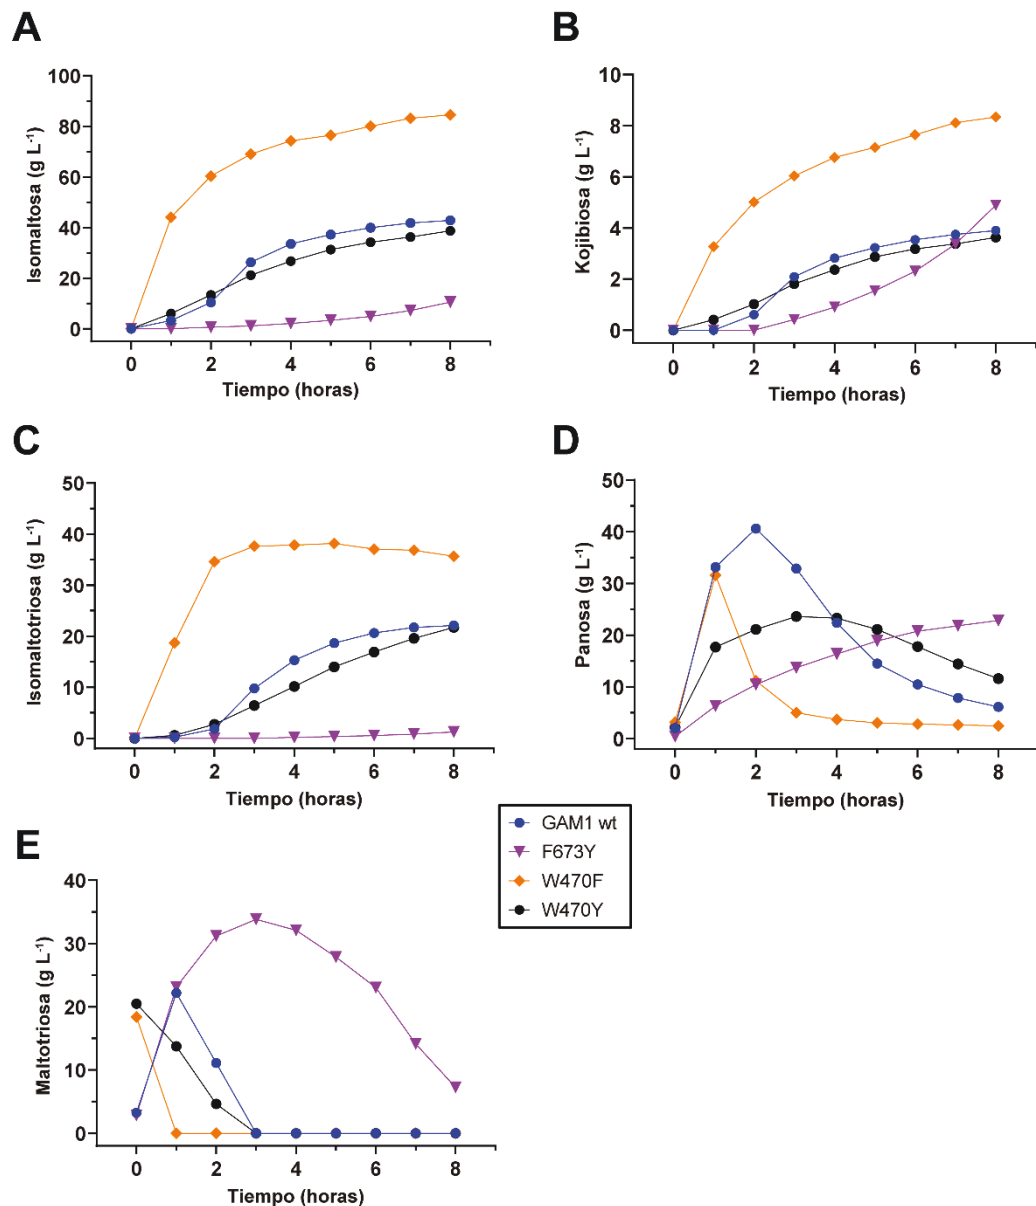 A
Isomaltosa (g L-1)
100
80
60
40
20
0
0 2 4 6 8
Tiempo (horas)
B
Kojibiosa (g L-1)
10
8
6
4
2
0
0 2 4 6 8
Tiempo (horas)
C
Isomaltotriosa (g L-1)
50
40
30
20
10
0
0 2 4 6 8
Tiempo (horas)
D
Panosa (g L-1)
50
40
30
20
10
0
0 2 4 6 8
Tiempo (horas)
GAM1 wt
F673Y
W470F
W470Y
E
Maltotriosa (g L-1)
40
30
20
10
0
0 2 4 6 8
Tiempo (horas)